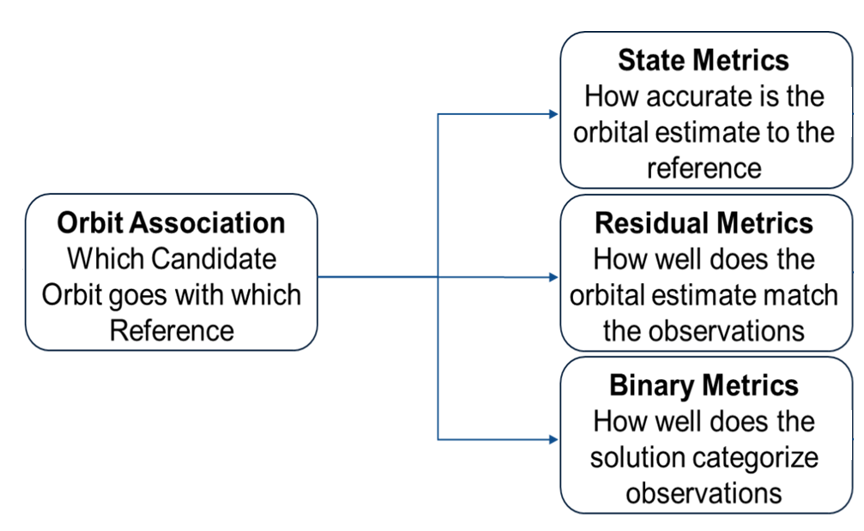 Orbit Association
Which Candidate
Orbit goes with which
Reference
State Metrics
How accurate is the
orbital estimate to the
reference
Residual Metrics
How well does the
orbital estimate match
the observations
Binary Metrics
How well does the
solution categorize
observations